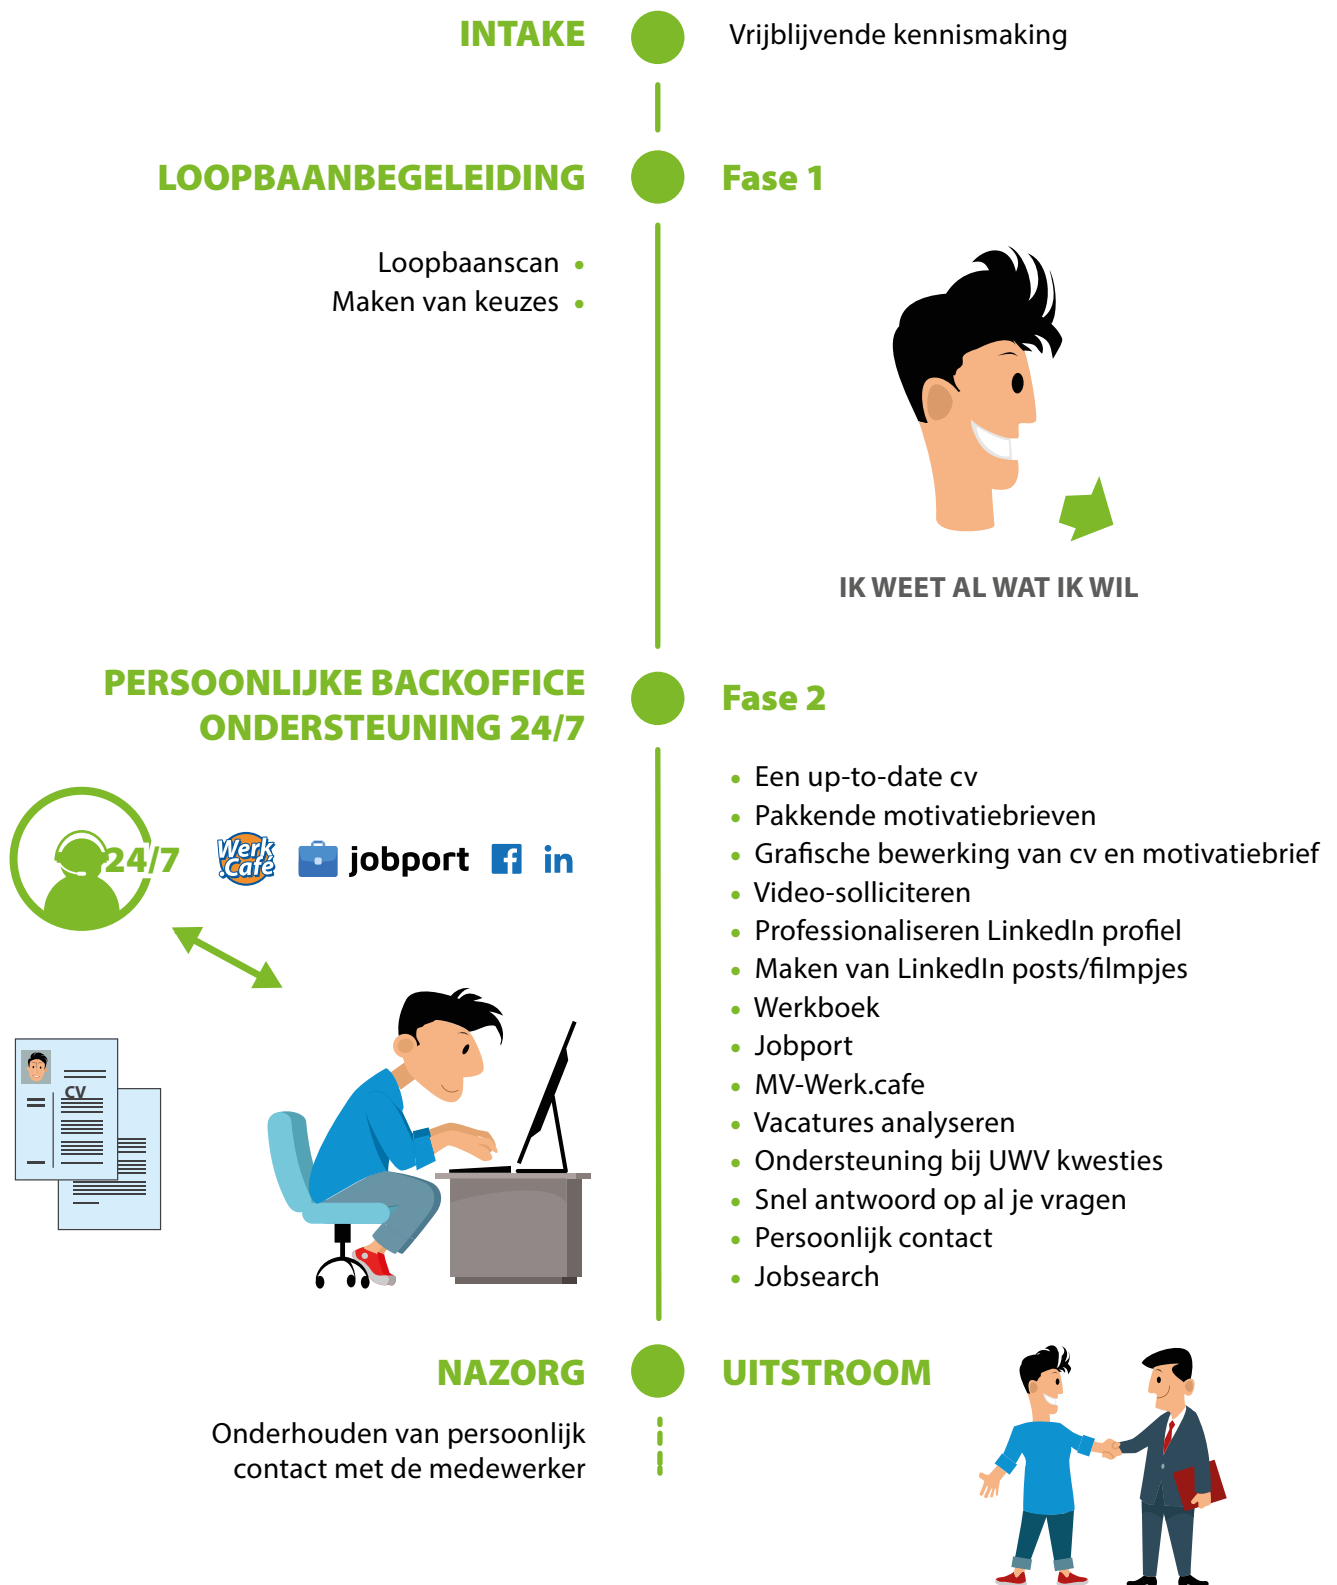 INTAKE
Vrijblijvende kennismaking
LOOPBAANBEGELEIDING
Fase 1
Loopbaanscan •
Maken van keuzes •
IK WEET AL WAT IK WIL
PERSOONLIJKE BACKOFFICE
ONDERSTEUNING 24/7
Fase 2
24/7
Werk
.Café
jobport
f
in
CV
• Een up-to-date cv
• Pakkende motivatiebrieven
• Grafische bewerking van cv en motivatiebrief
• Video-solliciteren
• Professionaliseren LinkedIn profiel
• Maken van LinkedIn posts/filmpjes
• Werkboek
• Jobport
• MV-Werk.cafe
• Vacatures analyseren
• Ondersteuning bij UWV kwesties
• Snel antwoord op al je vragen
• Persoonlijk contact
• Jobsearch
NAZORG
UITSTROOM
Onderhouden van persoonlijk
contact met de medewerker